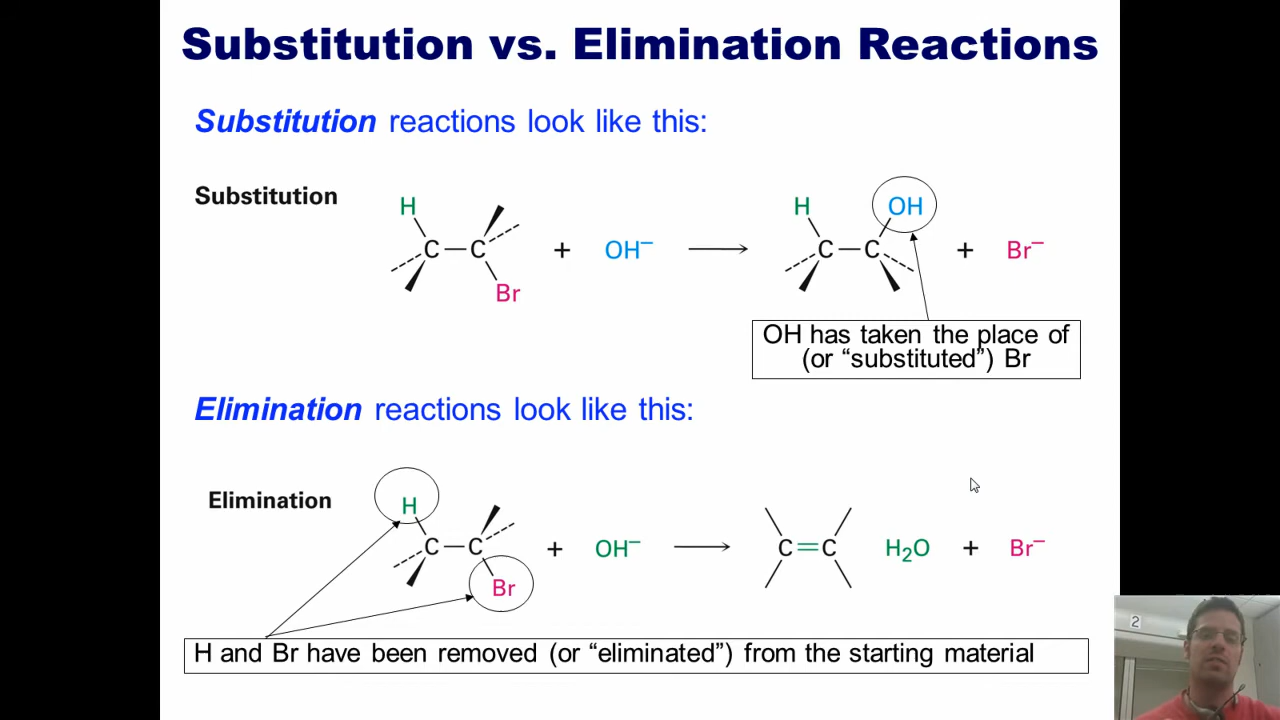 Substitution vs. Elimination Reactions
Substitution reactions look like this:
Substitution
H
C – C
Br
+ OH⁻ ⟶
H
OH
C – C
+ Br⁻
OH has taken the place of
(or “substituted”) Br
Elimination reactions look like this:
Elimination
H
C – C
Br
+ OH⁻ ⟶
C=C H₂O + Br⁻
H and Br have been removed (or “eliminated”) from the starting material
2